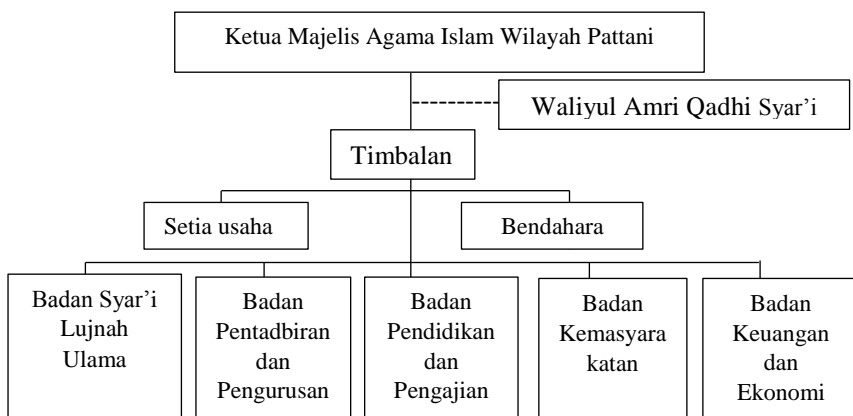 Ketua Majelis Agama Islam Wilayah Pattani
Waliyul Amri Qadhi Syar’i
Timbalan
Setia usaha
Bendahara
Badan Syar’i
Lujnah
Ulama
Badan
Pentadbiran
dan
Pengurusan
Badan
Pendidikan
dan
Pengajian
Badan
Kemasyara
katan
Badan
Keuangan
dan
Ekonomi